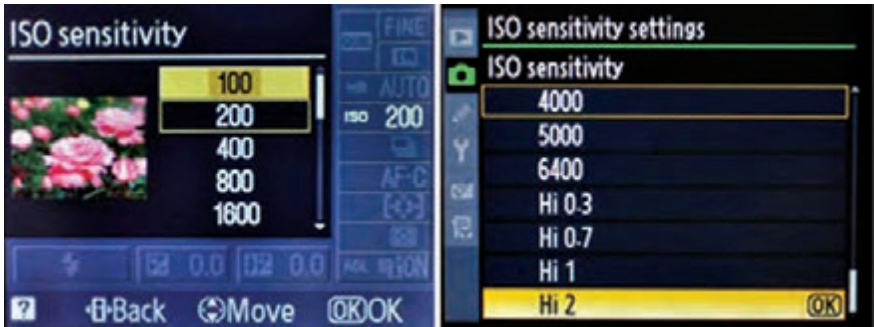 ISO sensitivity
100
200
400
800
1600
FINE
AUTO
ISO 200
AF-C
0.0
0.0
ON
? Back Move OK OK
ISO sensitivity settings
ISO sensitivity
4000
5000
6400
Hi 0.3
Hi 0.7
Hi 1
Hi 2 OK